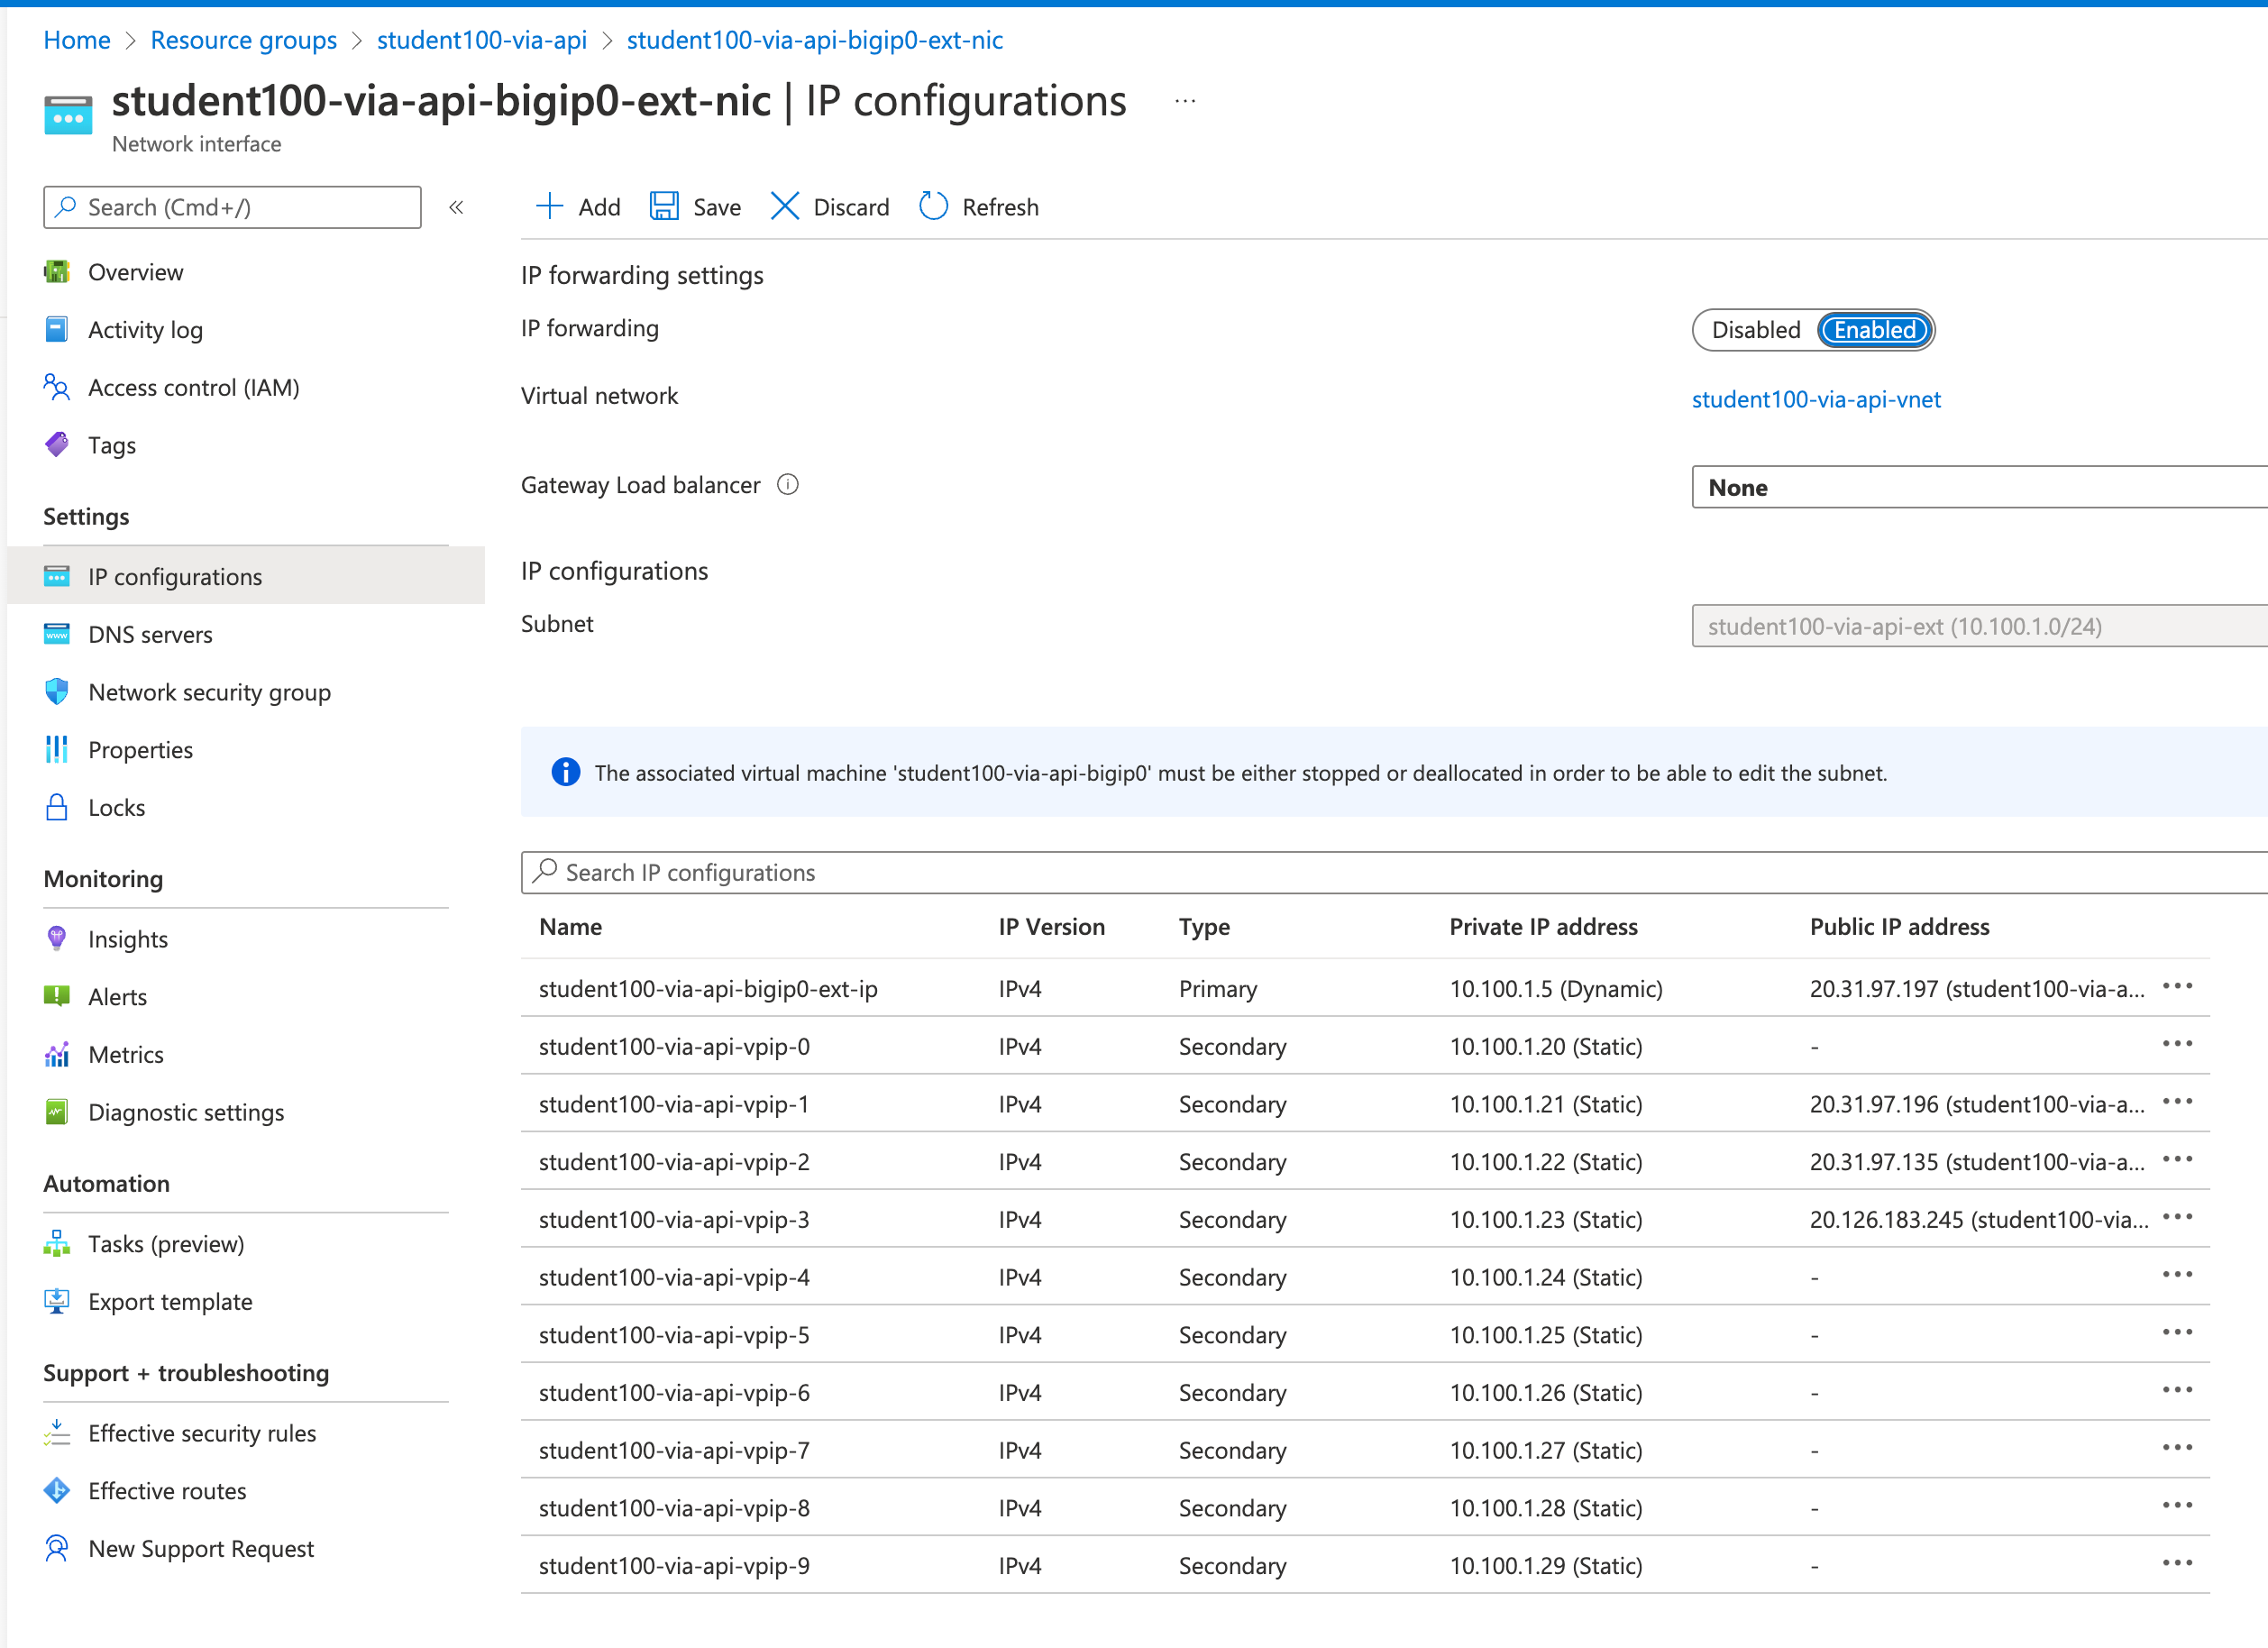 Home > Resource groups > student100-via-api > student100-via-api-bigip0-ext-nic
student100-via-api-bigip0-ext-nic | IP configurations ...
Network interface
Search (Cmd+/) «
Add Save Discard Refresh
Overview
Activity log
Access control (IAM)
Tags
Settings
IP configurations
DNS servers
Network security group
Properties
Locks
Monitoring
Insights
Alerts
Metrics
Diagnostic settings
Automation
Tasks (preview)
Export template
Support + troubleshooting
Effective security rules
Effective routes
New Support Request
IP forwarding settings
IP forwarding Disabled Enabled
Virtual network student100-via-api-vnet
Gateway Load balancer None
IP configurations
Subnet student100-via-api-ext (10.100.1.0/24)
The associated virtual machine 'student100-via-api-bigip0' must be either stopped or deallocated in order to be able to edit the subnet.
Search IP configurations
Name IP Version Type Private IP address Public IP address
student100-via-api-bigip0-ext-ip IPv4 Primary 10.100.1.5 (Dynamic) 20.31.97.197 (student100-via-a... ...
student100-via-api-vpip-0 IPv4 Secondary 10.100.1.20 (Static) - ...
student100-via-api-vpip-1 IPv4 Secondary 10.100.1.21 (Static) 20.31.97.196 (student100-via-a... ...
student100-via-api-vpip-2 IPv4 Secondary 10.100.1.22 (Static) 20.31.97.135 (student100-via-a... ...
student100-via-api-vpip-3 IPv4 Secondary 10.100.1.23 (Static) 20.126.183.245 (student100-via... ...
student100-via-api-vpip-4 IPv4 Secondary 10.100.1.24 (Static) - ...
student100-via-api-vpip-5 IPv4 Secondary 10.100.1.25 (Static) - ...
student100-via-api-vpip-6 IPv4 Secondary 10.100.1.26 (Static) - ...
student100-via-api-vpip-7 IPv4 Secondary 10.100.1.27 (Static) - ...
student100-via-api-vpip-8 IPv4 Secondary 10.100.1.28 (Static) - ...
student100-via-api-vpip-9 IPv4 Secondary 10.100.1.29 (Static) - ...